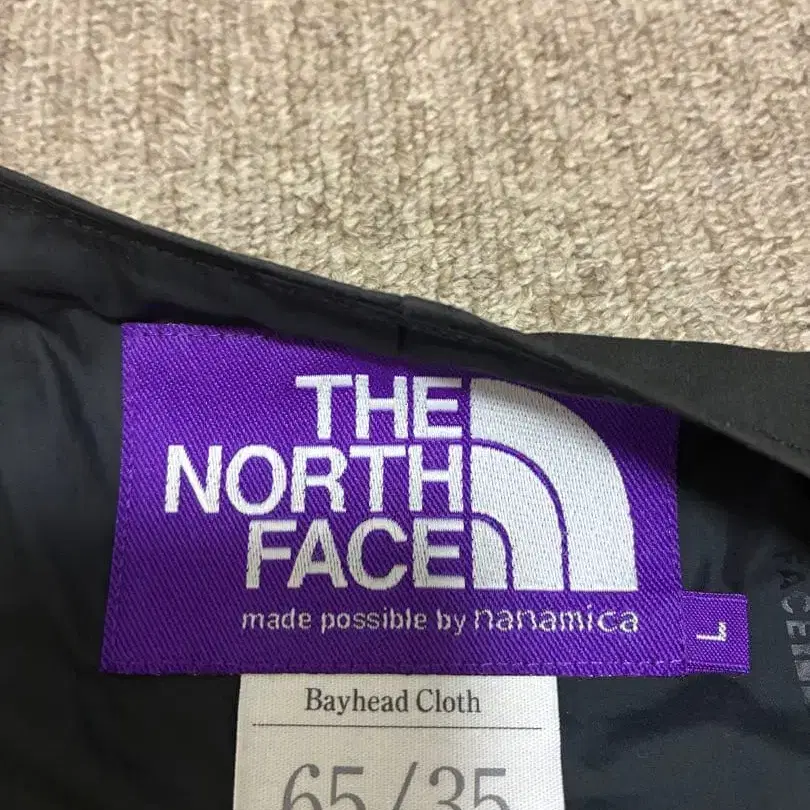 THE
NORTH
FACE
made possible by nanamica
L
Bayhead Cloth
65/35